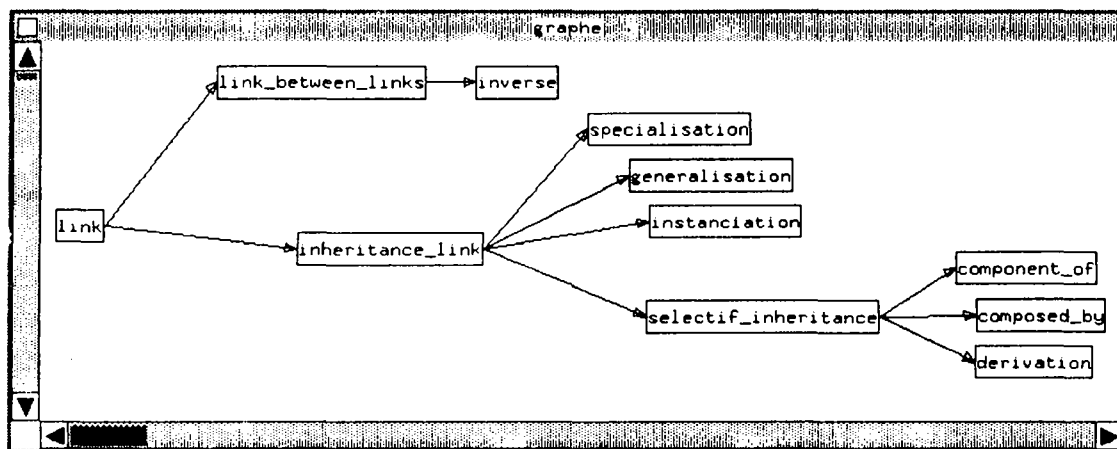 graphe
link_between_links
inverse
specialisation
generalisation
link
instanciation
inheritance_link
component_of
selectif_inheritance
composed_by
derivation